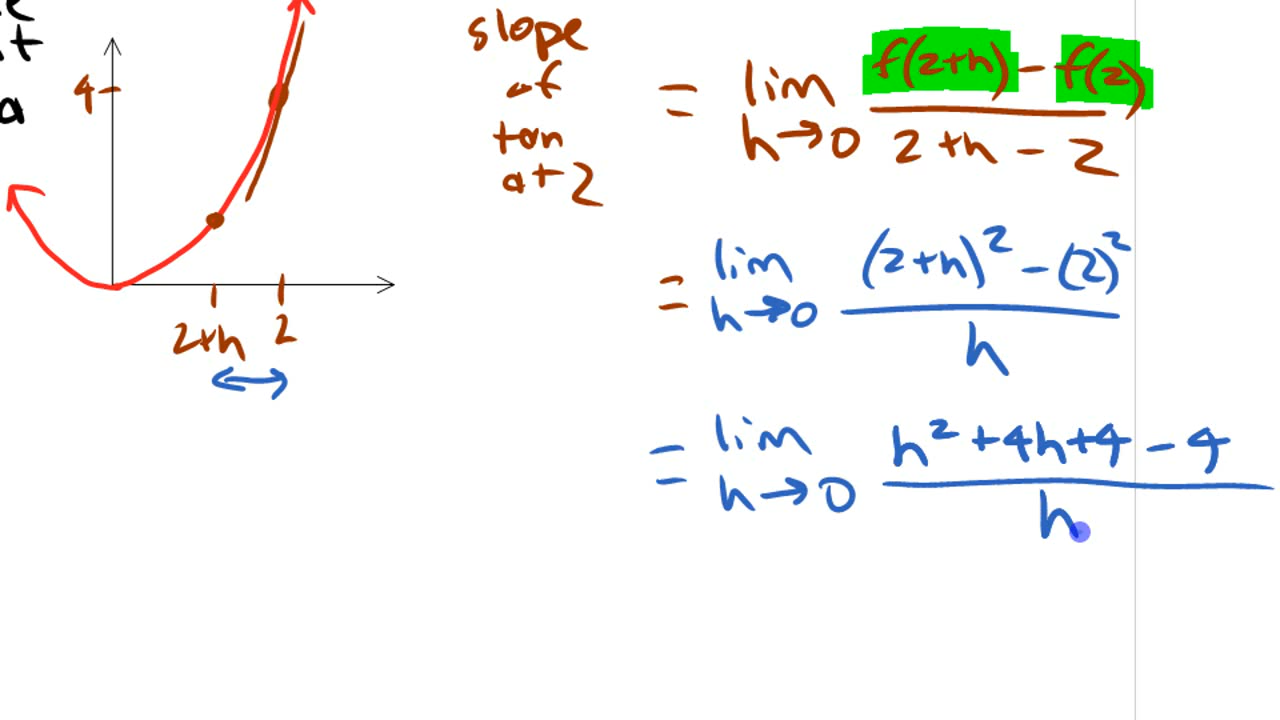 t
a
4
2+h 2
slope
of
tan
at 2
= lim h→0 f(2+h) - f(2) / 2+h - 2
= lim h→0 (2+h)² - (2)² / h
= lim h→0 h² + 4h + 4 - 4 / h